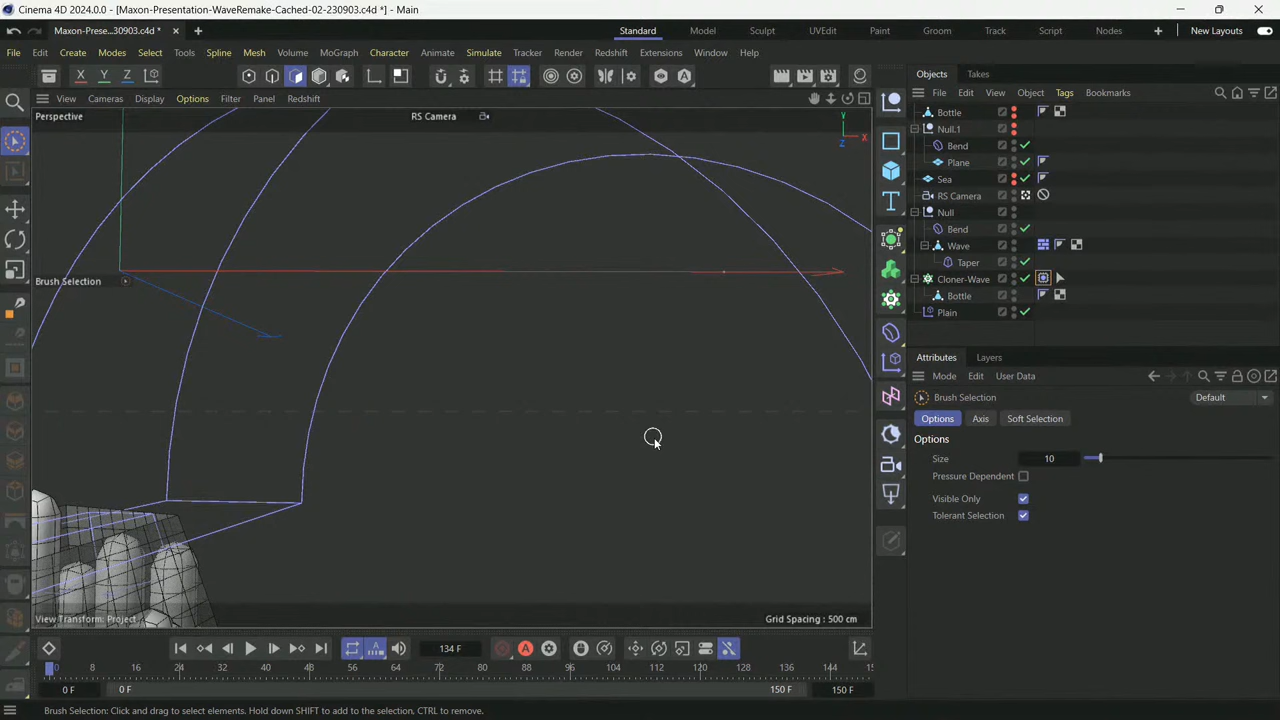 Cinema 4D 2024.0.0 - [Maxon-Presentation-WaveRemake-Cached-02-230903.c4d *] - Main
Maxon-Prese...30903.c4d *
Standard Model Sculpt UVEdit Paint Groom Track Script Nodes New Layouts
File Edit Create Modes Select Tools Spline Mesh Volume MoGraph Character Animate Simulate Tracker Render Redshift Extensions Window Help
X Y Z
Objects Takes
File Edit View Object Tags Bookmarks
View Cameras Display Options Filter Panel Redshift
Perspective
RS Camera
Y
X
Z
Bottle
Null.1
Bend
Plane
Sea
RS Camera
Null
Bend
Wave
Taper
Cloner-Wave
Bottle
Plain
Brush Selection
Attributes Layers
Mode Edit User Data
Brush Selection Default
Options Axis Soft Selection
Options
Size 10
Pressure Dependent
Visible Only
Tolerant Selection
View Transform: Project
Grid Spacing : 500 cm
134 F
0 8 16 24 32 40 48 56 64 72 80 88 96 104 112 120 128 136 144 15
0 F 0 F 150 F 150 F
Brush Selection: Click and drag to select elements. Hold down SHIFT to add to the selection, CTRL to remove.